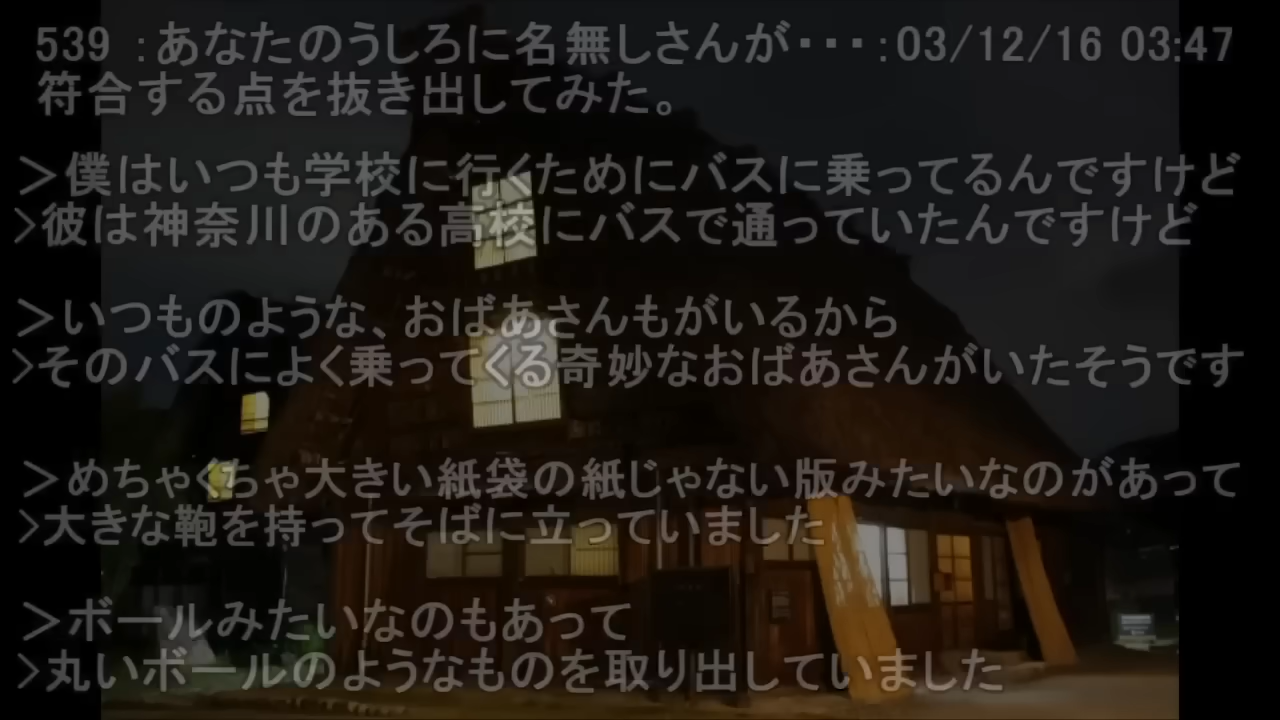 539 ：あなたのうしろに名無しさんが・・・：03/12/16 03:47
符合する点を抜き出してみた。
＞僕はいつも学校に行くためにバスに乗ってるんですけど
>彼は神奈川のある高校にバスで通っていたんですけど
＞いつものような、おばあさんもがいるから
>そのバスによく乗ってくる奇妙なおばあさんがいたそうです
＞めちゃくちゃ大きい紙袋の紙じゃない版みたいなのがあって
>大きな鞄を持ってそばに立っていました
＞ボールみたいなのもあって
>丸いボールのようなものを取り出していました